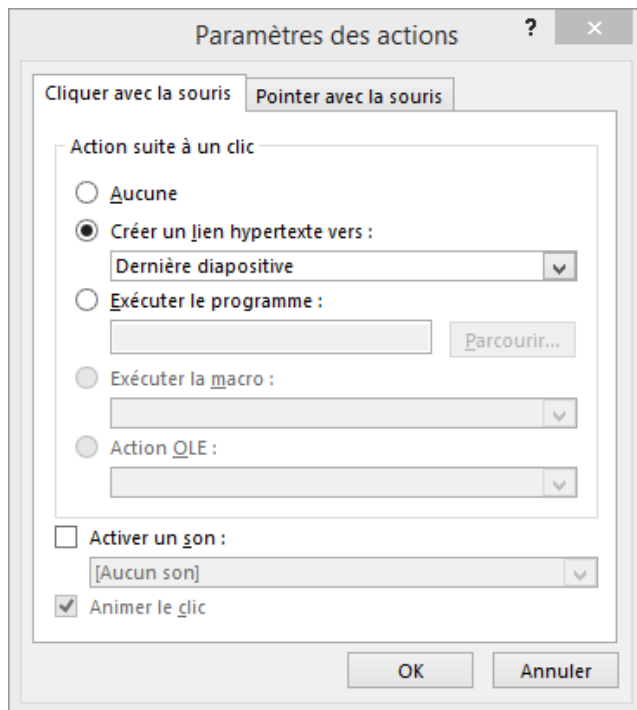 Paramètres des actions ?
Cliquer avec la souris Pointer avec la souris
Action suite à un clic
Aucune
Créer un lien hypertexte vers :
Dernière diapositive
Exécuter le programme :
Parcourir...
Exécuter la macro :
Action OLE :
Activer un son :
[Aucun son]
Animer le clic
OK Annuler